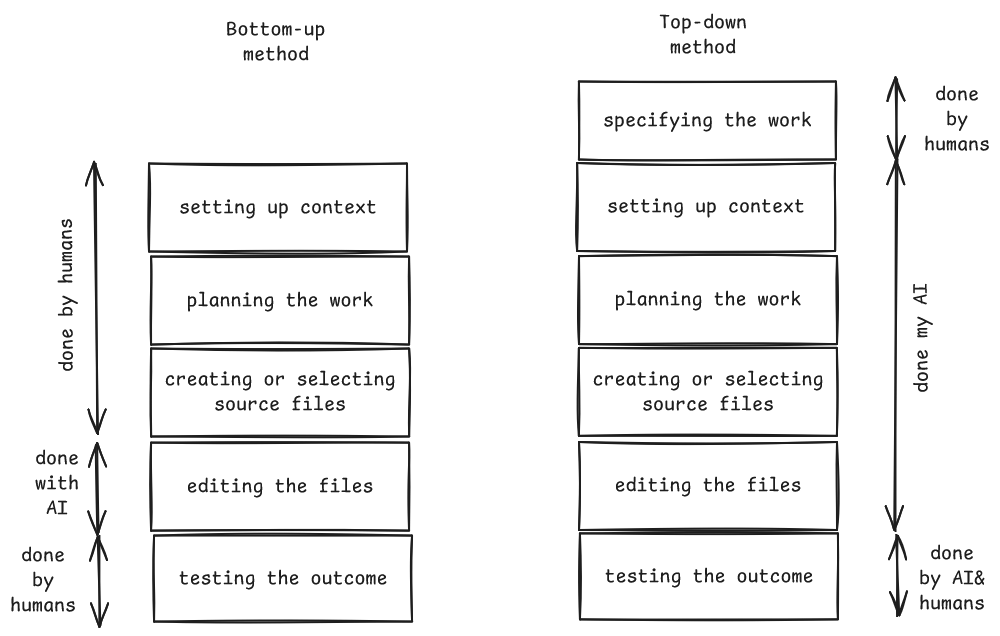 Bottom-up
method
done by humans
setting up context
planning the work
creating or selecting
source files
done
with
AI
editing the files
done
by
humans
testing the outcome
Top-down
method
specifying the work
done
by
humans
setting up context
planning the work
creating or selecting
source files
editing the files
done my AI
testing the outcome
done
by AI&
humans